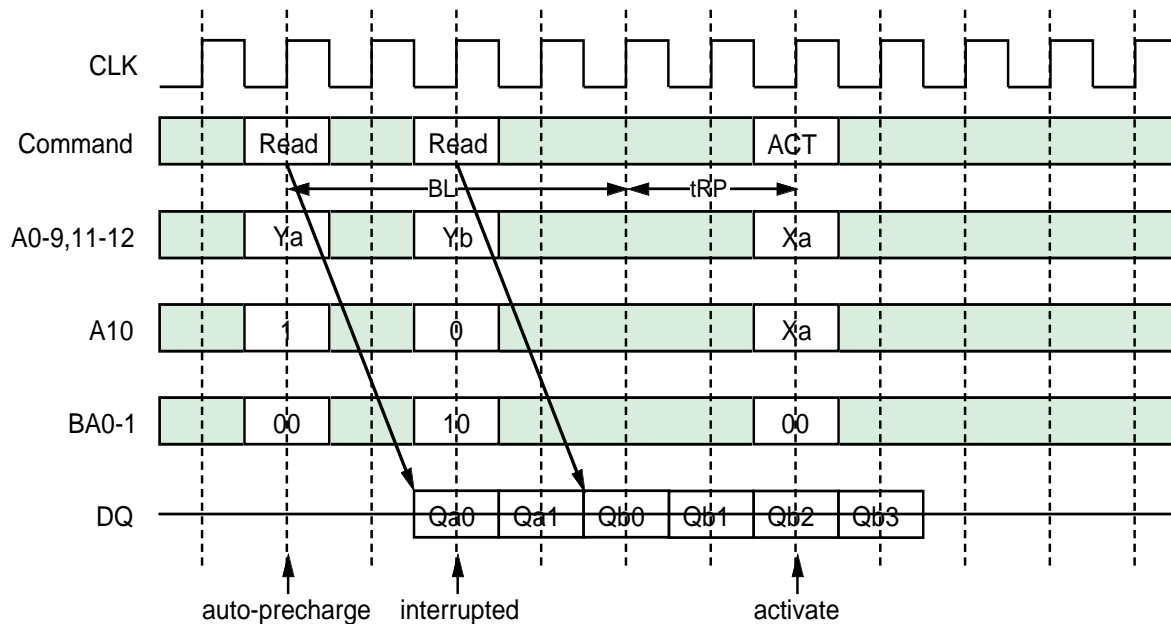 CLK
Command Read Read ACT
BL tRP
A0-9,11-12 Ya Yb Xa
A10 1 0 Xa
BA0-1 00 10 00
DQ Qa0 Qa1 Qb0 Qb1 Qb2 Qb3
auto-precharge interrupted activate